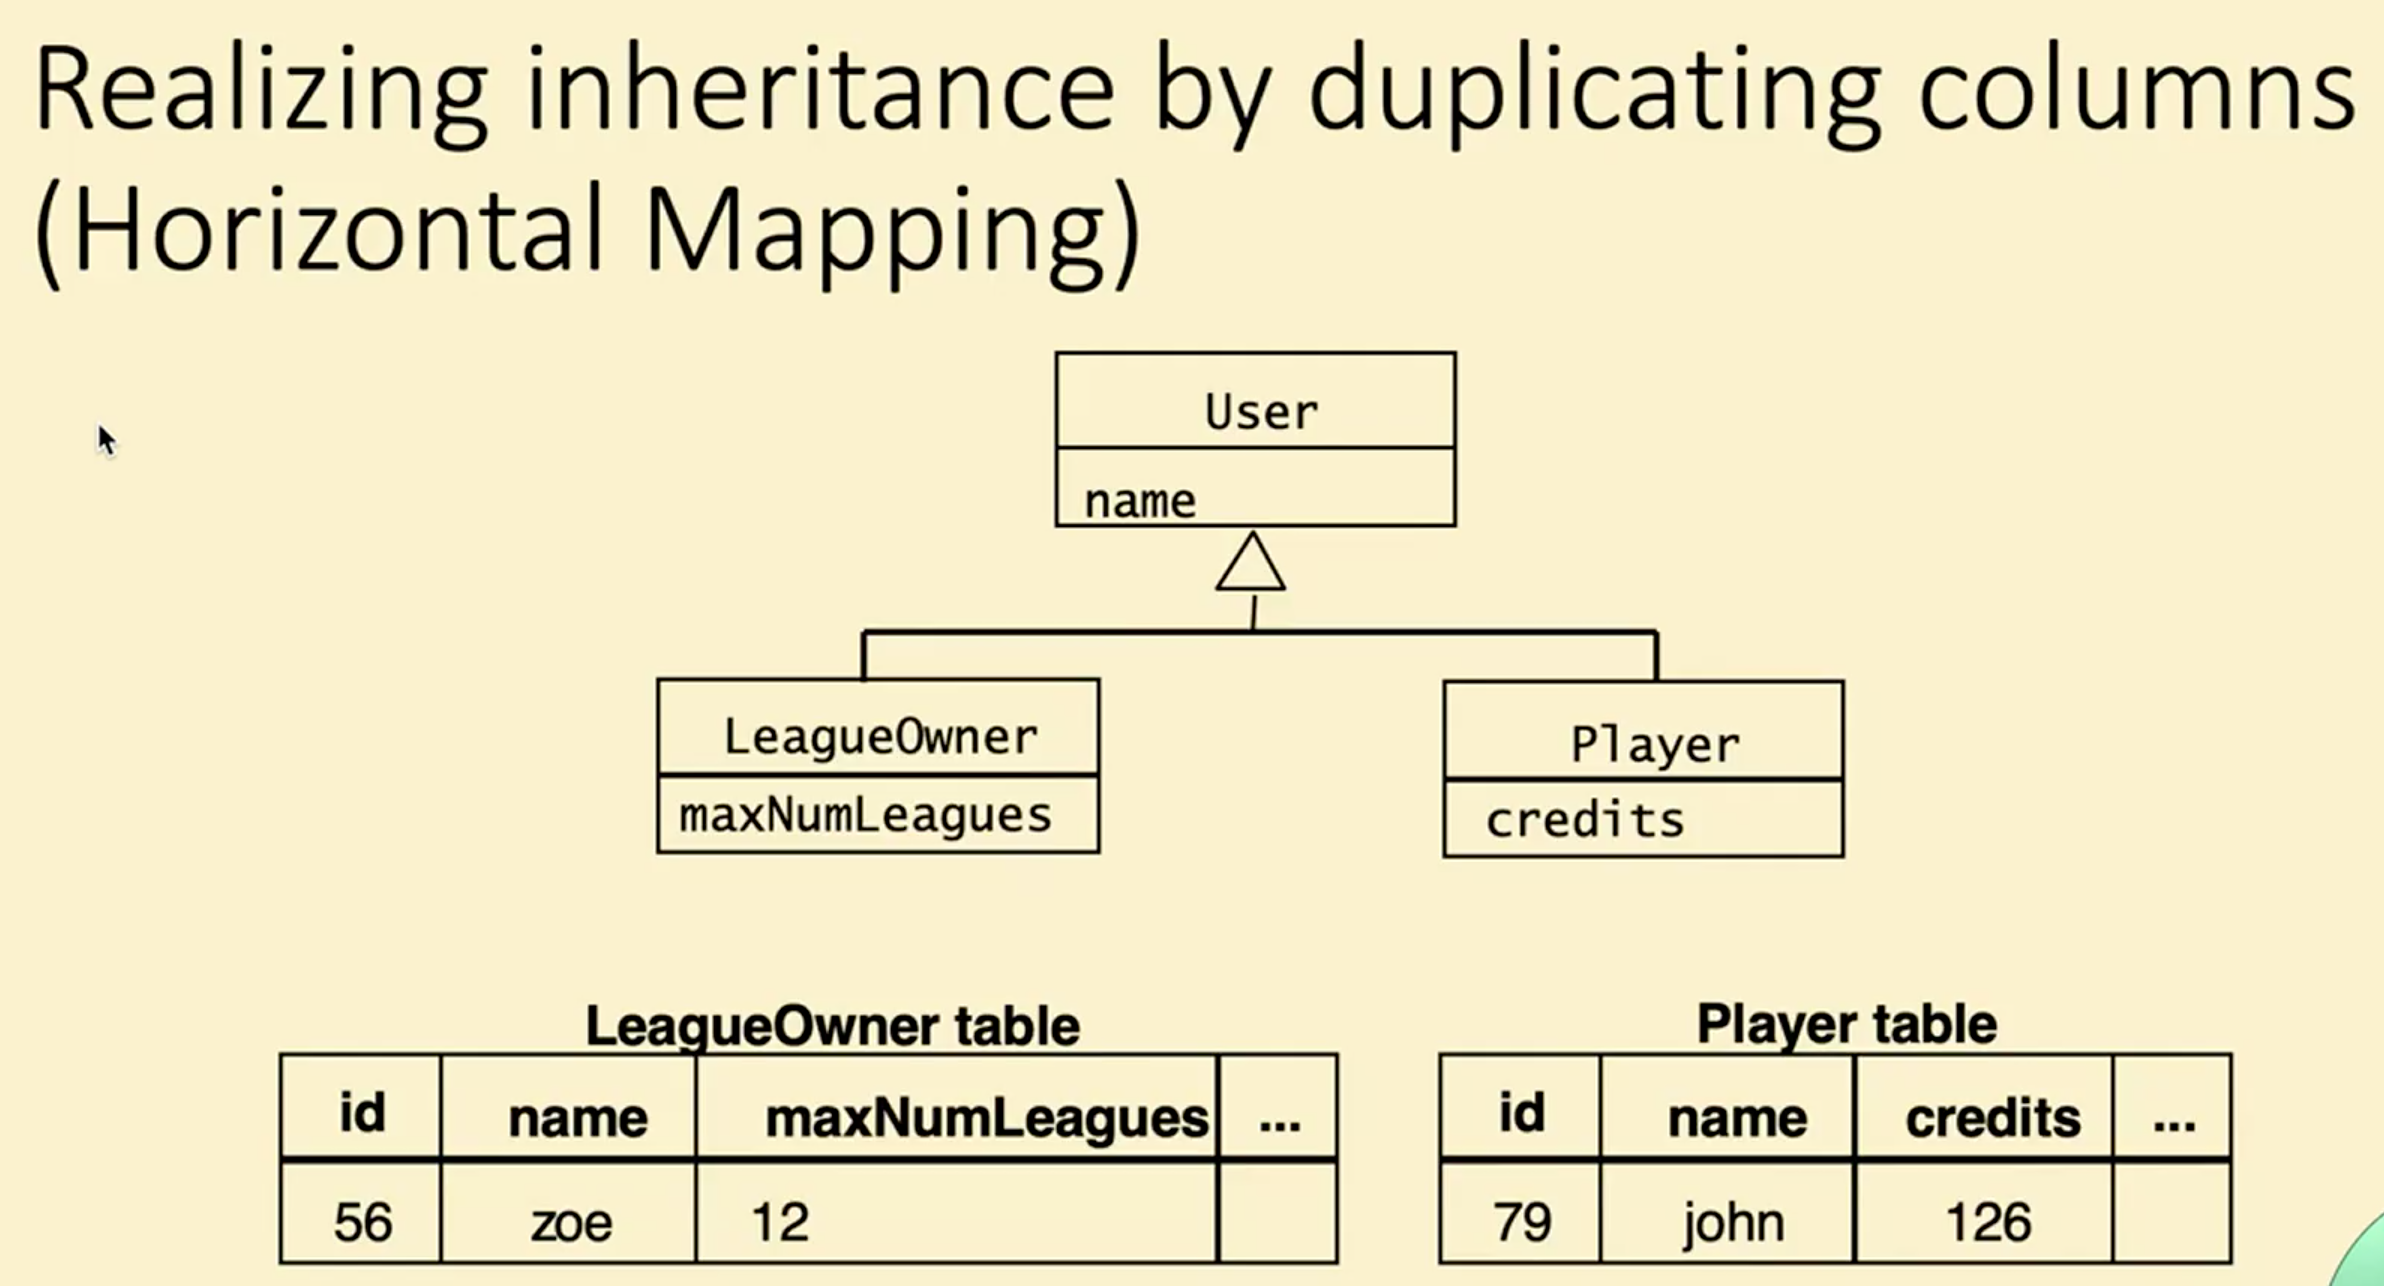 Realizing inheritance by duplicating columns
(Horizontal Mapping)
User
name
LeagueOwner
maxNumLeagues
Player
credits
LeagueOwner table
id name maxNumLeagues ...
56 zoe 12
Player table
id name credits ...
79 john 126